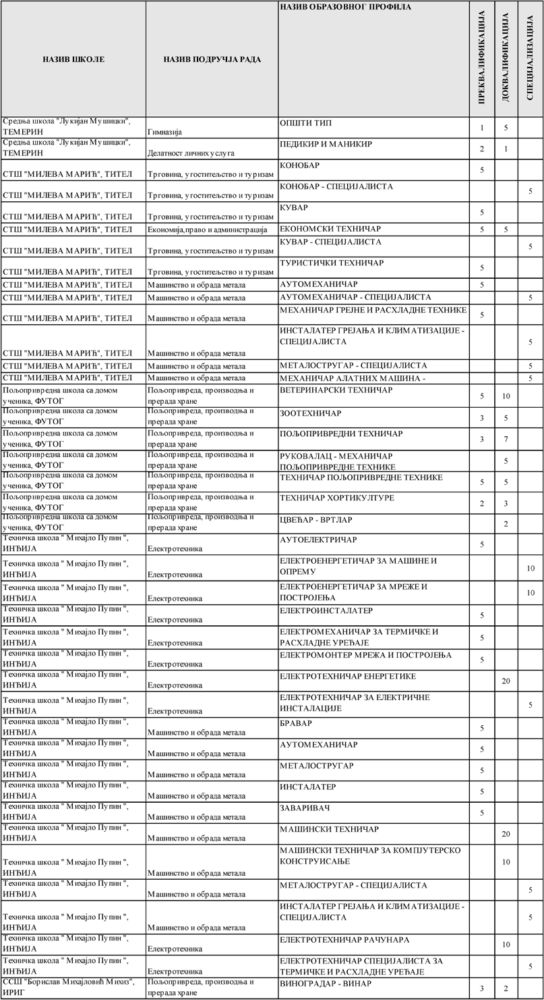 НАЗИВ ШКОЛЕ НАЗИВ ПОДРУЧЈА РАДА НАЗИВ ОБРАЗОВНОГ ПРОФИЛА ПРЕКВАЛИФИКАЦИЈА ДОКВАЛИФИКАЦИЈА СПЕЦИЈАЛИЗАЦИЈА
Средња школа "Лукијан Мушицки",
ТЕМЕРИН Гимназија ОПШТИ ТИП 1 5
Средња школа "Лукијан Мушицки",
ТЕМЕРИН Делатност личних услуга ПЕДИКИР И МАНИКИР 2 1
СТШ "МИЛЕВА МАРИЋ", ТИТЕЛ Трговина, угоститељство и туризам КОНОБАР 5
СТШ "МИЛЕВА МАРИЋ", ТИТЕЛ Трговина, угоститељство и туризам КОНОБАР - СПЕЦИЈАЛИСТА 5
СТШ "МИЛЕВА МАРИЋ", ТИТЕЛ Трговина, угоститељство и туризам КУВАР 5
СТШ "МИЛЕВА МАРИЋ", ТИТЕЛ Економија,право и администрација ЕКОНОМСКИ ТЕХНИЧАР 5 5
СТШ "МИЛЕВА МАРИЋ", ТИТЕЛ Трговина, угоститељство и туризам КУВАР - СПЕЦИЈАЛИСТА 5
СТШ "МИЛЕВА МАРИЋ", ТИТЕЛ Трговина, угоститељство и туризам ТУРИСТИЧКИ ТЕХНИЧАР 5
СТШ "МИЛЕВА МАРИЋ", ТИТЕЛ Машинство и обрада метала АУТОМЕХАНИЧАР 5
СТШ "МИЛЕВА МАРИЋ", ТИТЕЛ Машинство и обрада метала АУТОМЕХАНИЧАР - СПЕЦИЈАЛИСТА 5
СТШ "МИЛЕВА МАРИЋ", ТИТЕЛ Машинство и обрада метала МЕХАНИЧАР ГРЕЈНЕ И РАСХЛАДНЕ ТЕХНИКЕ 5
СТШ "МИЛЕВА МАРИЋ", ТИТЕЛ Машинство и обрада метала ИНСТАЛАТЕР ГРЕЈАЊА И КЛИМАТИЗАЦИЈЕ -
СПЕЦИЈАЛИСТА 5
СТШ "МИЛЕВА МАРИЋ", ТИТЕЛ Машинство и обрада метала МЕТАЛОСТРУГАР - СПЕЦИЈАЛИСТА 5
СТШ "МИЛЕВА МАРИЋ", ТИТЕЛ Машинство и обрада метала МЕХАНИЧАР АЛАТНИХ МАШИНА - 5
Пољопривредна школа са домом Пољопривреда, производња и ВЕТЕРИНАРСКИ ТЕХНИЧАР
ученика, ФУТОГ прерада хране 5 10
Пољопривредна школа са домом Пољопривреда, производња и ЗООТЕХНИЧАР
ученика, ФУТОГ прерада хране 3 5
Пољопривредна школа са домом Пољопривреда, производња и ПОЉОПРИВРЕДНИ ТЕХНИЧАР
ученика, ФУТОГ прерада хране 3 7
Пољопривредна школа са домом Пољопривреда, производња и РУКОВАЛАЦ - МЕХАНИЧАР
ученика, ФУТОГ прерада хране ПОЉОПРИВРЕДНЕ ТЕХНИКЕ 5
Пољопривредна школа са домом Пољопривреда, производња и ТЕХНИЧАР ПОЉОПРИВРЕДНЕ ТЕХНИКЕ
ученика, ФУТОГ прерада хране 5 5
Пољопривредна школа са домом Пољопривреда, производња и ТЕХНИЧАР ХОРТИКУЛТУРЕ
ученика, ФУТОГ прерада хране 2 3
Пољопривредна школа са домом Пољопривреда, производња и ЦВЕЋАР - ВРТЛАР
ученика, ФУТОГ прерада хране 2
Техничка школа " Михајло Пупин ", АУТОЕЛЕКТРИЧАР
ИНЂИЈА Електротехника 5
Техничка школа " Михајло Пупин ", ЕЛЕКТРОЕНЕРГЕТИЧАР ЗА МАШИНЕ И
ИНЂИЈА Електротехника ОПРЕМУ 10
Техничка школа " Михајло Пупин ", ЕЛЕКТРОЕНЕРГЕТИЧАР ЗА МРЕЖЕ И
ИНЂИЈА Електротехника ПОСТРОЈЕЊА 10
Техничка школа " Михајло Пупин ", ЕЛЕКТРОИНСТАЛАТЕР
ИНЂИЈА Електротехника 5
Техничка школа " Михајло Пупин ", ЕЛЕКТРОМЕХАНИЧАР ЗА ТЕРМИЧКЕ И
ИНЂИЈА Електротехника РАСХЛАДНЕ УРЕЂАЈЕ 5
Техничка школа " Михајло Пупин ", ЕЛЕКТРОМОНТЕР МРЕЖА И ПОСТРОЈЕЊА
ИНЂИЈА Електротехника 5
Техничка школа " Михајло Пупин ", ЕЛЕКТРОТЕХНИЧАР ЕНЕРГЕТИКЕ
ИНЂИЈА Електротехника 20
Техничка школа " Михајло Пупин ", ЕЛЕКТРОТЕХНИЧАР ЗА ЕЛЕКТРИЧНЕ
ИНЂИЈА Електротехника ИНСТАЛАЦИЈЕ 5
Техничка школа " Михајло Пупин ", БРАВАР
ИНЂИЈА Машинство и обрада метала 5
Техничка школа " Михајло Пупин ", АУТОМЕХАНИЧАР
ИНЂИЈА Машинство и обрада метала 5
Техничка школа " Михајло Пупин ", МЕТАЛОСТРУГАР
ИНЂИЈА Машинство и обрада метала 5
Техничка школа " Михајло Пупин ", ИНСТАЛАТЕР
ИНЂИЈА Машинство и обрада метала 5
Техничка школа " Михајло Пупин ", ЗАВАРИВАЧ
ИНЂИЈА Машинство и обрада метала 5
Техничка школа " Михајло Пупин ", МАШИНСКИ ТЕХНИЧАР
ИНЂИЈА Машинство и обрада метала 20
Техничка школа " Михајло Пупин ", МАШИНСКИ ТЕХНИЧАР ЗА КОМПЈУТЕРСКО
ИНЂИЈА Машинство и обрада метала КОНСТРУИСАЊЕ 10
Техничка школа " Михајло Пупин ", МЕТАЛОСТРУГАР - СПЕЦИЈАЛИСТА
ИНЂИЈА Машинство и обрада метала 5
Техничка школа " Михајло Пупин ", ИНСТАЛАТЕР ГРЕЈАЊА И КЛИМАТИЗАЦИЈЕ -
ИНЂИЈА Машинство и обрада метала СПЕЦИЈАЛИСТА 5
Техничка школа " Михајло Пупин ", ЕЛЕКТРОТЕХНИЧАР РАЧУНАРА
ИНЂИЈА Електротехника 10
Техничка школа " Михајло Пупин ", ЕЛЕКТРОТЕХНИЧАР СПЕЦИЈАЛИСТА ЗА
ИНЂИЈА Електротехника ТЕРМИЧКЕ И РАСХЛАДНЕ УРЕЂАЈЕ 5
ССШ "Борислав Михајловић Михиз", Пољопривреда, производња и ВИНОГРАДАР - ВИНАР
ИРИГ прерада хране 3 2